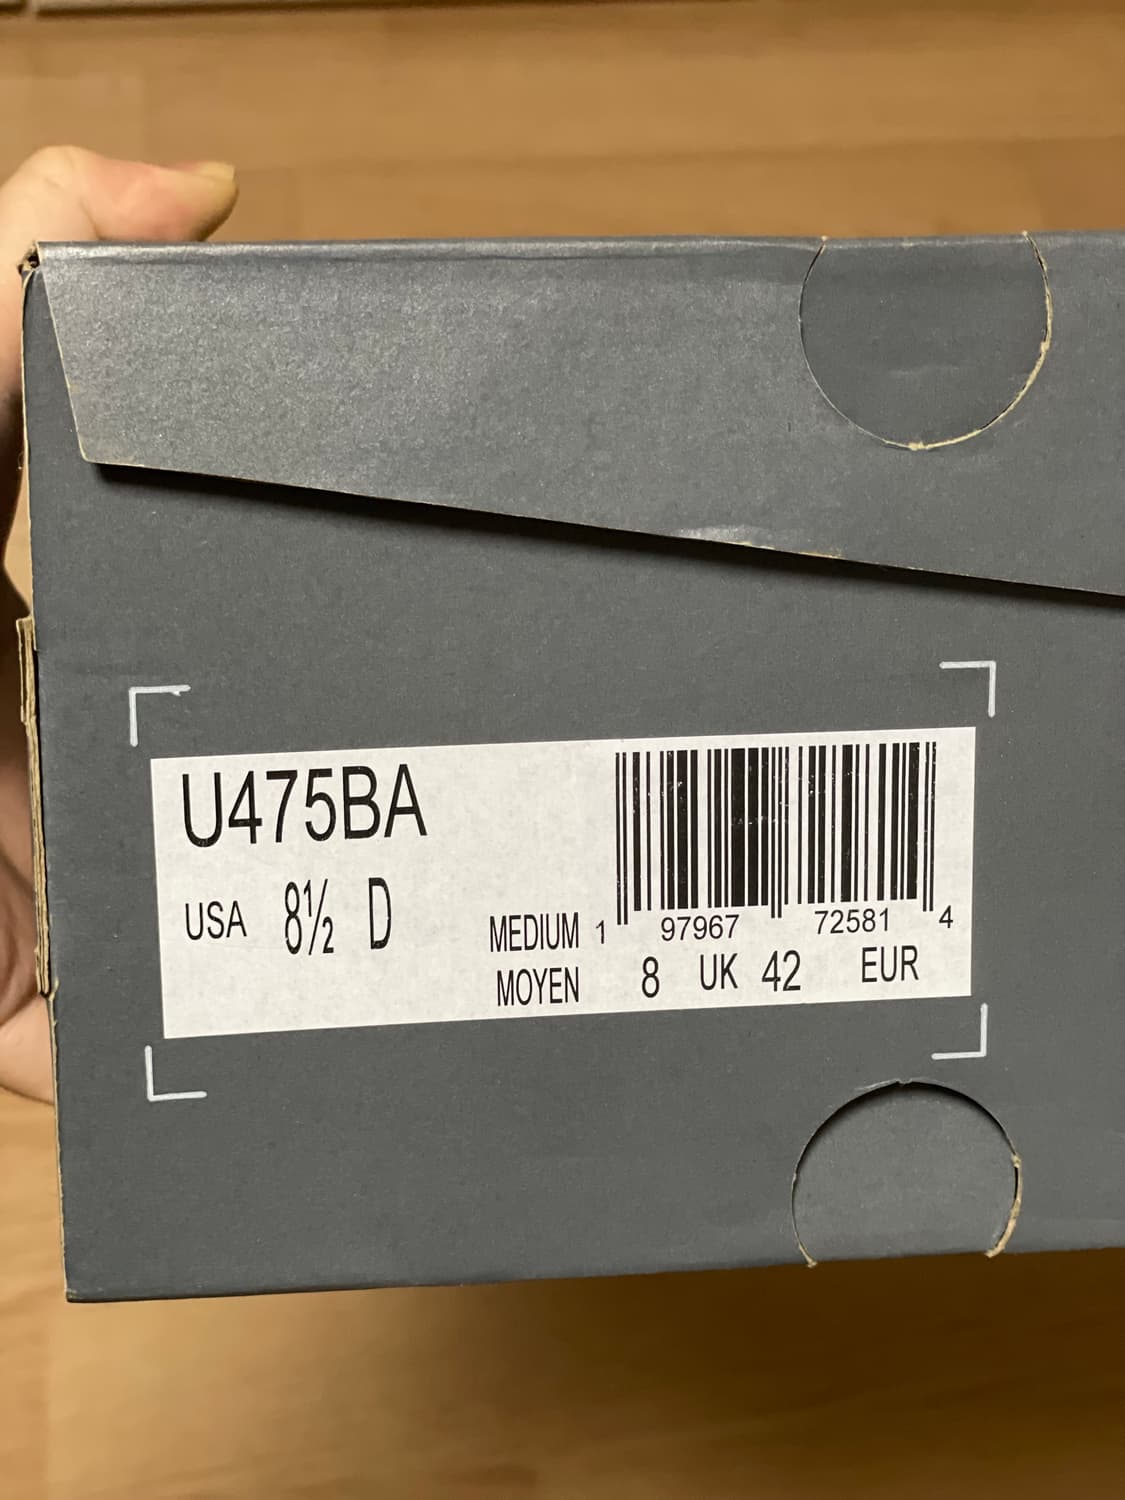 U475BA
USA 8½ D
MEDIUM
MOYEN
1 97967 72581 4
8 UK 42 EUR